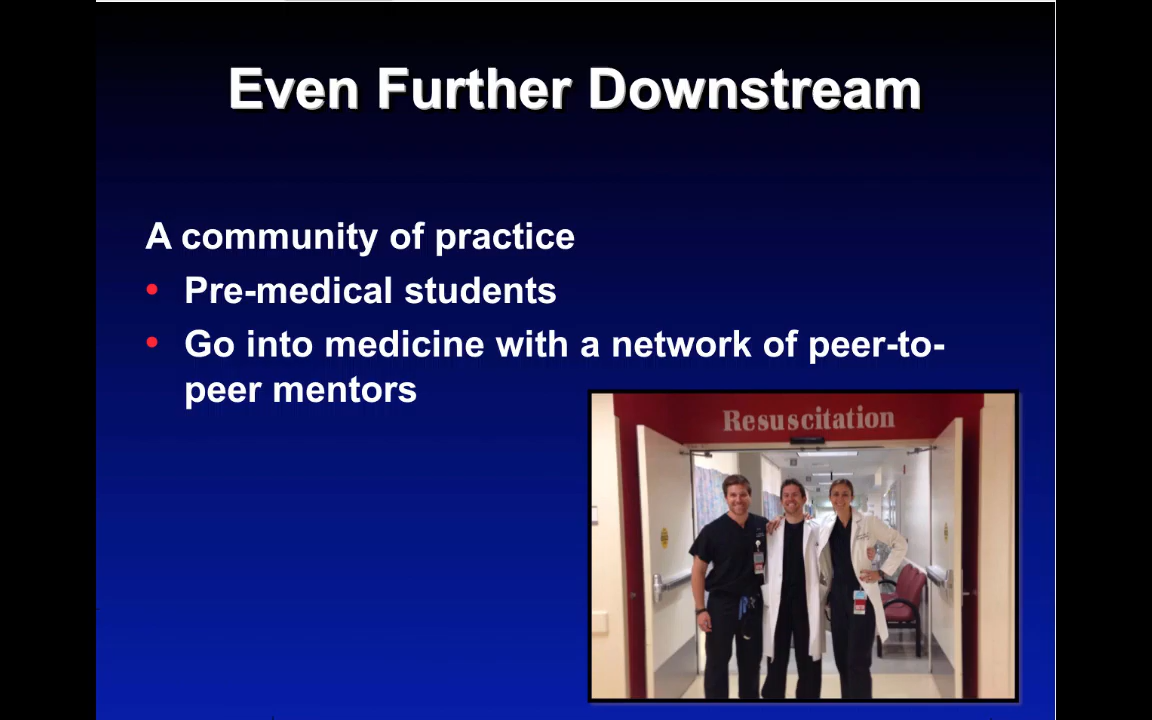 Even Further Downstream
A community of practice
• Pre-medical students
• Go into medicine with a network of peer-to-
peer mentors
Resuscitation